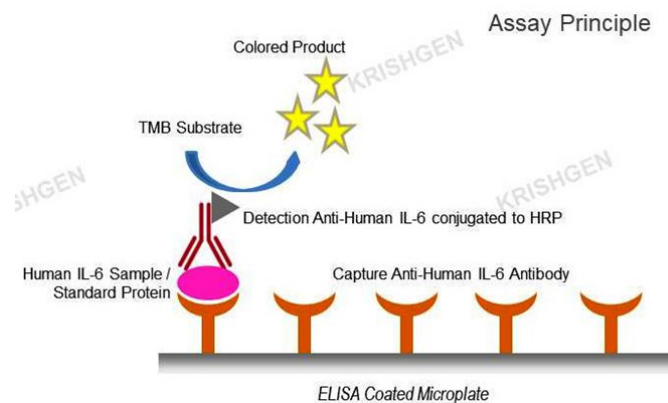 Assay Principle
Colored Product
KRISHGEN
TMB Substrate
KRISHGEN
KRISHGEN
Detection Anti-Human IL-6 conjugated to HRP
Human IL-6 Sample /
Standard Protein
Capture Anti-Human IL-6 Antibody
ELISA Coated Microplate